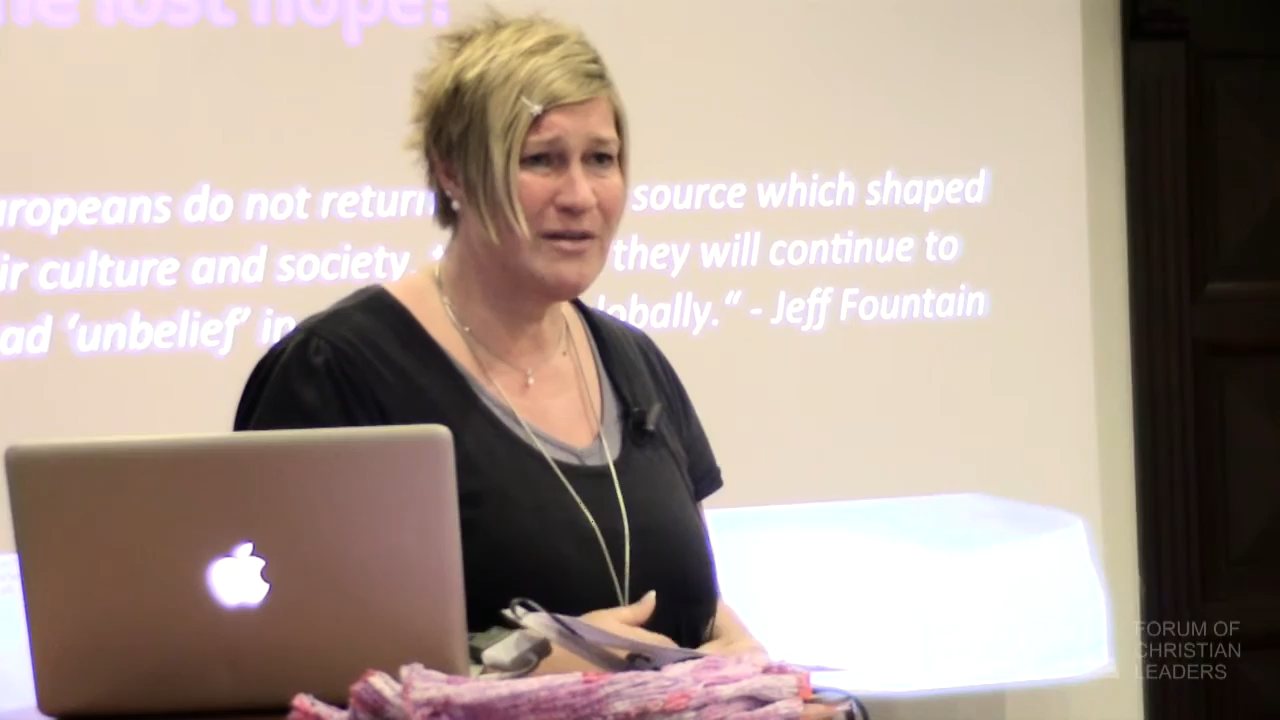 lost hope?
uropeans do not return source which shaped
ir culture and society, they will continue to
ad ‘unbelief’ in lobally.“ - Jeff Fountain
FORUM OF
CHRISTIAN
LEADERS